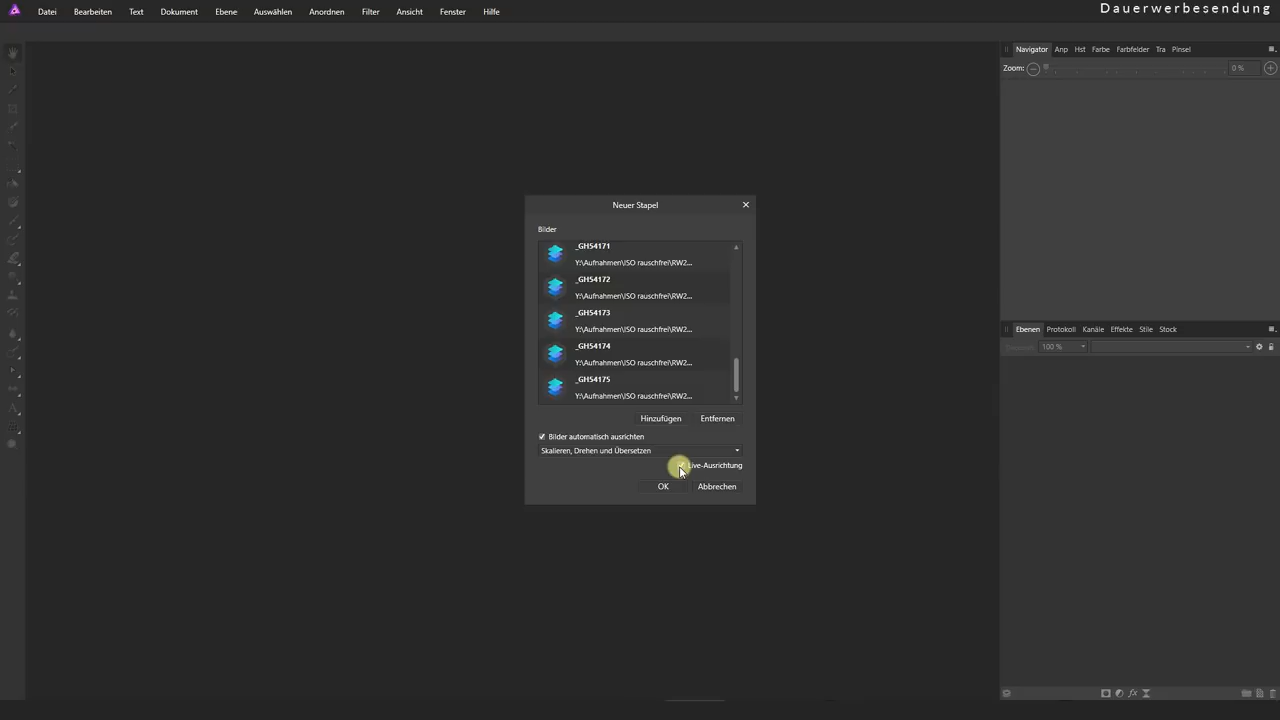 Datei Bearbeiten Text Dokument Ebene Auswählen Anordnen Filter Ansicht Fenster Hilfe
Dauerwerbesendung
Navigator Anp Hst Farbe Farbfelder Tra Pinsel
Zoom: 0 %
Neuer Stapel
Bilder
_GH54171
Y:\Aufnahmen\ISO rauschfrei\RW2...
_GH54172
Y:\Aufnahmen\ISO rauschfrei\RW2...
_GH54173
Y:\Aufnahmen\ISO rauschfrei\RW2...
_GH54174
Y:\Aufnahmen\ISO rauschfrei\RW2...
_GH54175
Y:\Aufnahmen\ISO rauschfrei\RW2...
Hinzufügen Entfernen
Bilder automatisch ausrichten
Skalieren, Drehen und Übersetzen
Live-Ausrichtung
OK Abbrechen
Ebenen Protokoll Kanäle Effekte Stile Stock
100 %